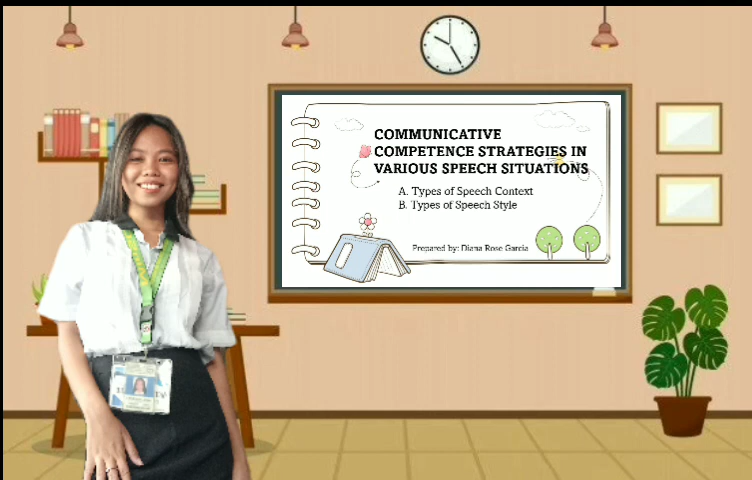 COMMUNICATIVE
COMPETENCE STRATEGIES IN
VARIOUS SPEECH SITUATIONS
A. Types of Speech Context
B. Types of Speech Style
Prepared by: Diana Rose Garcia